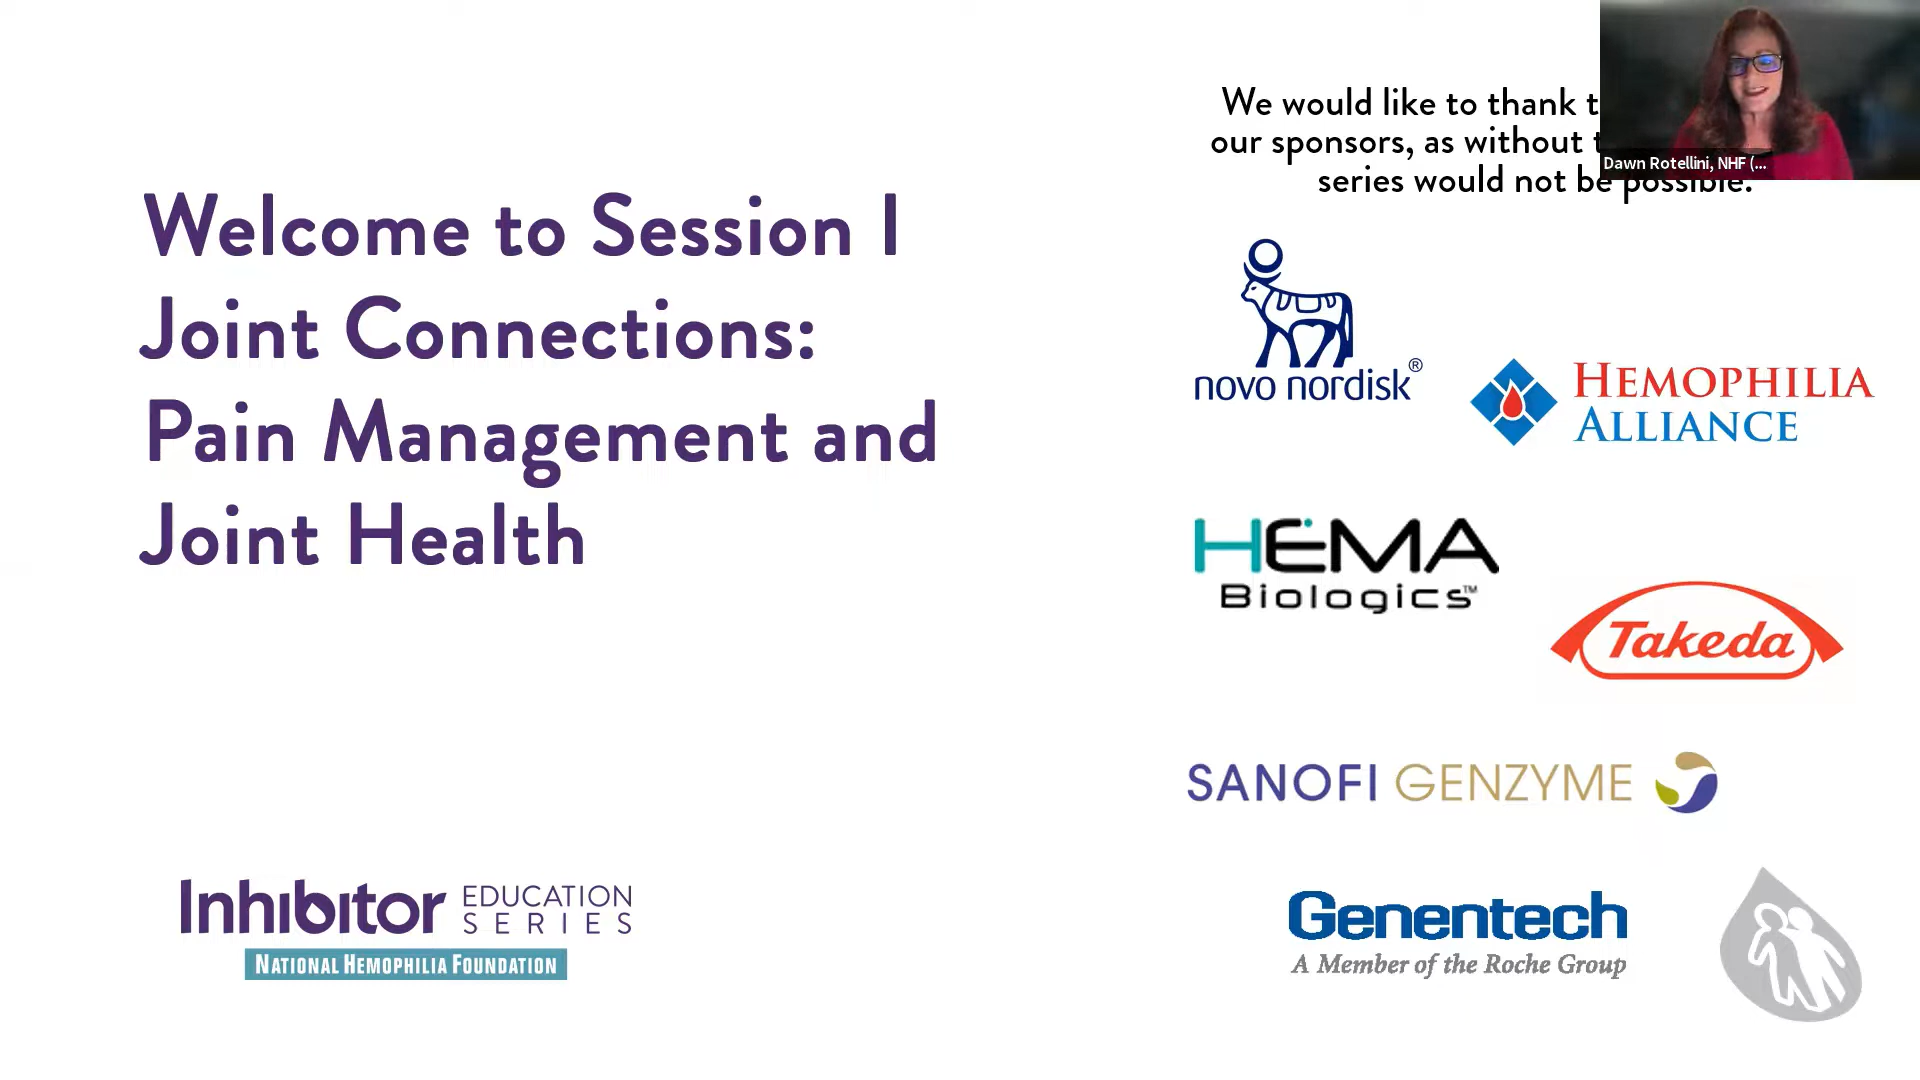 Welcome to Session I
Joint Connections:
Pain Management and
Joint Health
We would like to thank
our sponsors, as without
series would not be possible.
Dawn Rotellini, NHF (...
novo nordisk®
HEMOPHILIA
ALLIANCE
HEMA
Biologics™
Takeda
SANOFI GENZYME
Genentech
A Member of the Roche Group
Inhibitor EDUCATION
SERIES
NATIONAL HEMOPHILIA FOUNDATION